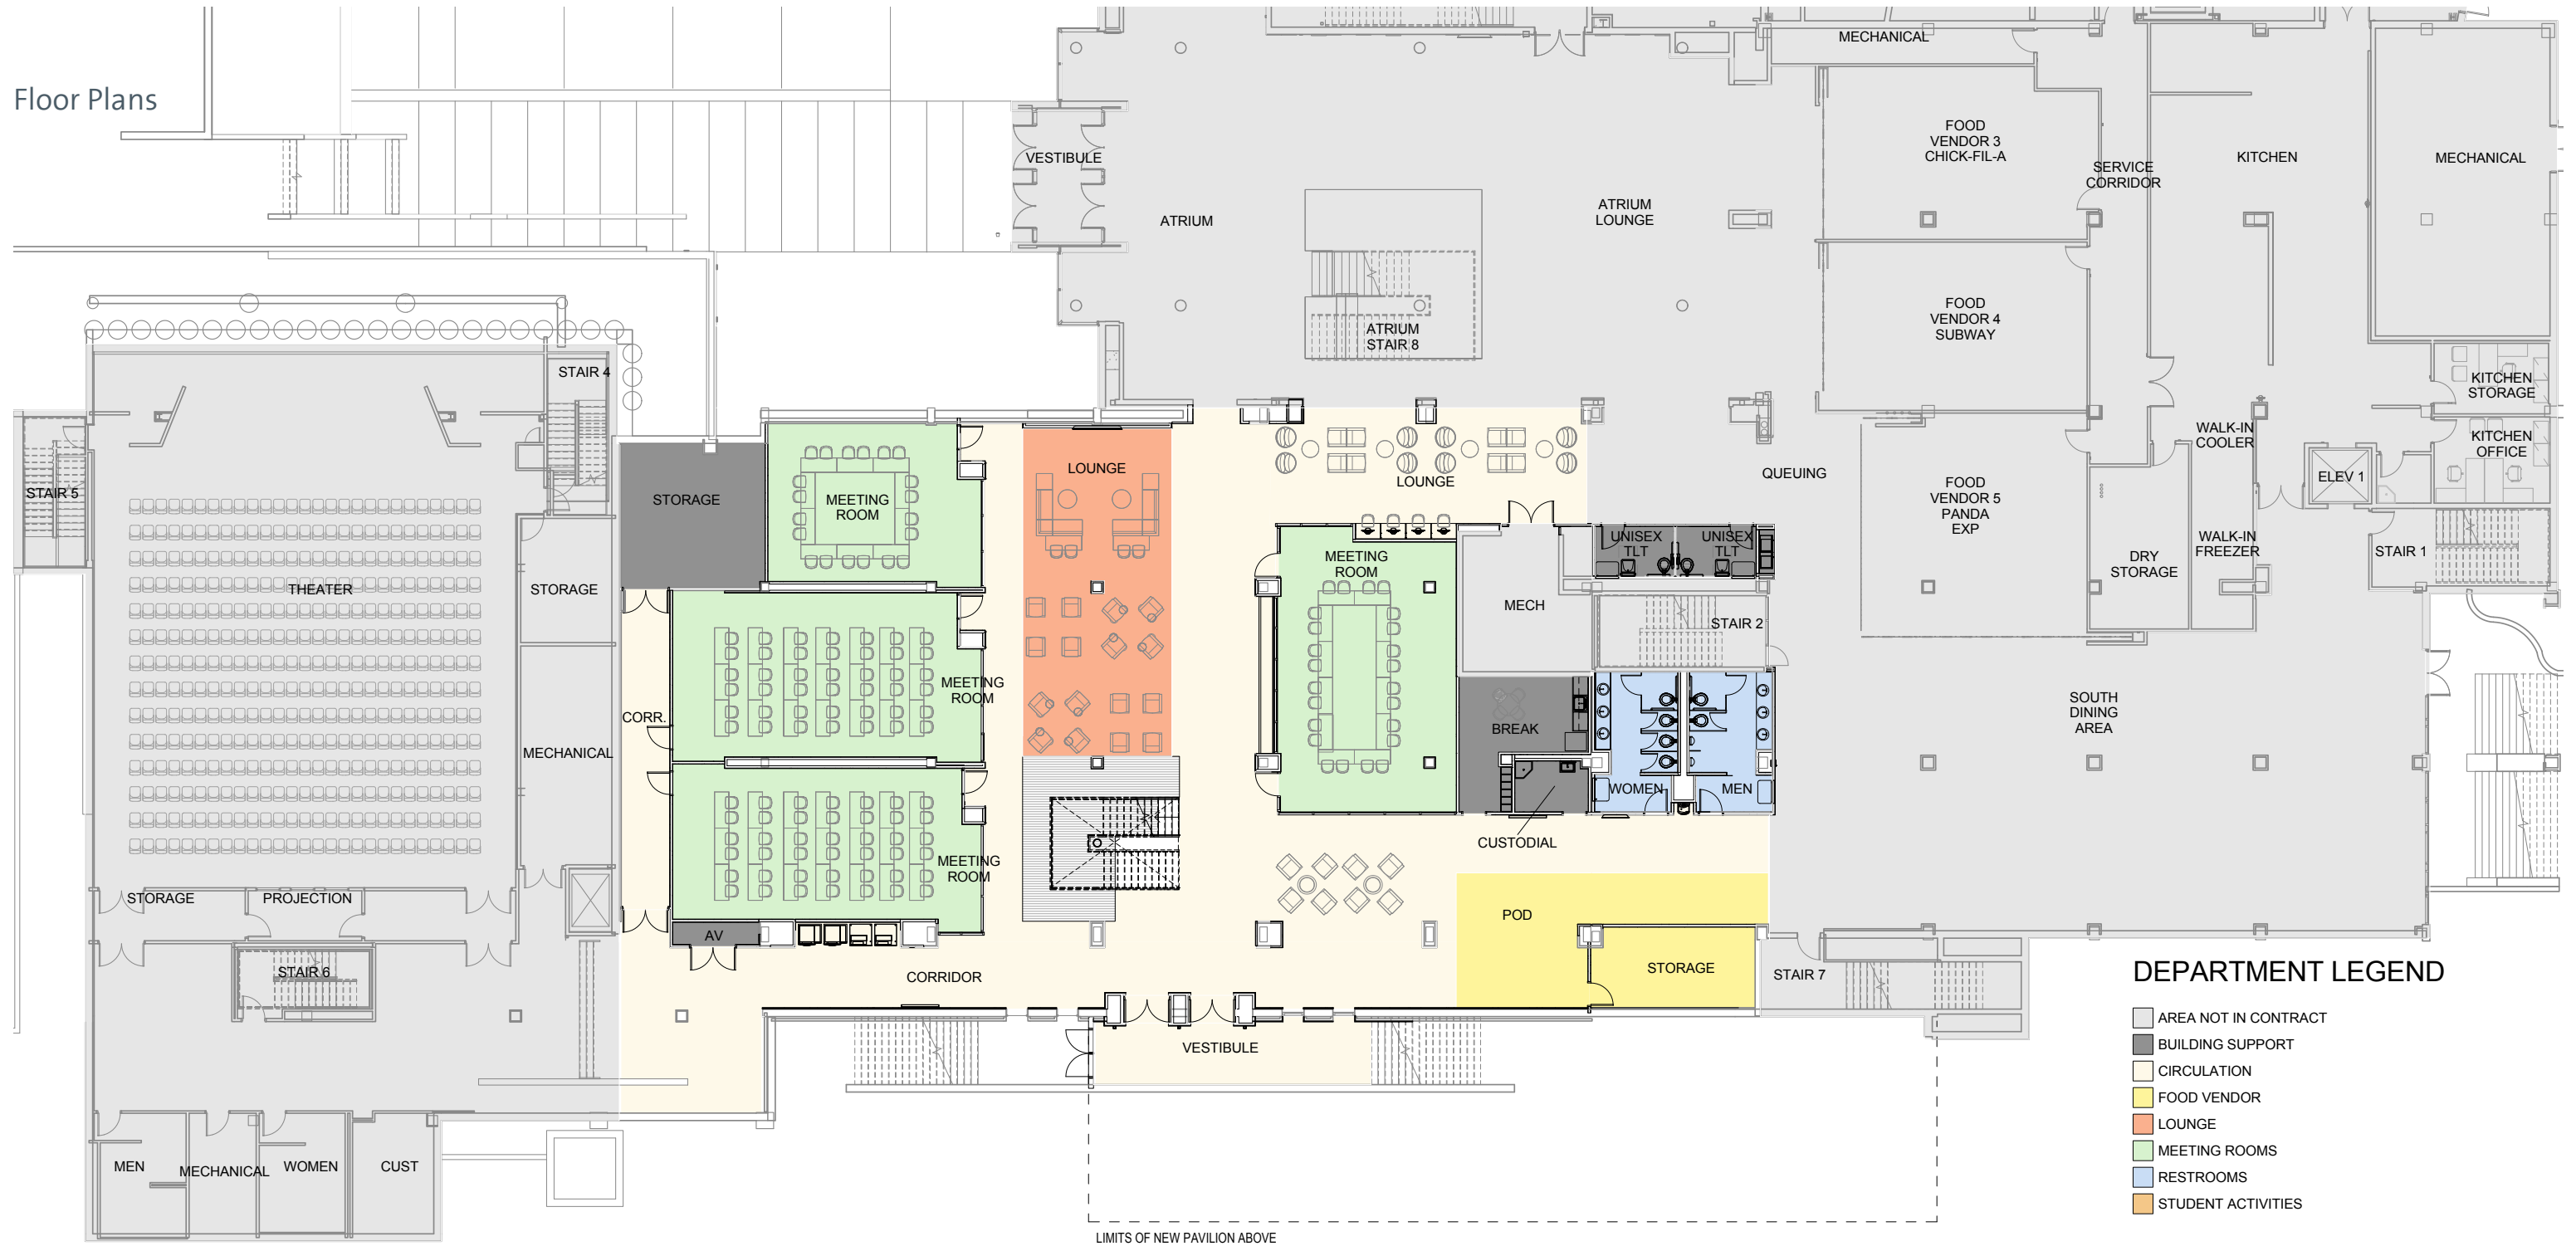 Floor Plans
MECHANICAL
FOOD
VENDOR 3
CHICK-FIL-A
VESTIBULE
SERVICE
CORRIDOR
KITCHEN
MECHANICAL
ATRIUM
ATRIUM
LOUNGE
FOOD
VENDOR 4
SUBWAY
ATRIUM
STAIR 8
STAIR 4
KITCHEN
STORAGE
WALK-IN
COOLER
KITCHEN
OFFICE
LOUNGE
QUEUING
ELEV 1
LOUNGE
STAIR 5
STORAGE
MEETING
ROOM
FOOD
VENDOR 5
PANDA
EXP
UNISEX
TLT
UNISEX
TLT
WALK-IN
FREEZER
STAIR 1
MEETING
ROOM
DRY
STORAGE
THEATER
STORAGE
MECH
STAIR 2
MEETING
ROOM
CORR.
SOUTH
DINING
AREA
BREAK
MECHANICAL
WOMEN
MEN
CUSTODIAL
MEETING
ROOM
STORAGE
PROJECTION
POD
AV
STAIR 6
CORRIDOR
STORAGE
STAIR 7
VESTIBULE
MEN
MECHANICAL
WOMEN
CUST
DEPARTMENT LEGEND
AREA NOT IN CONTRACT
BUILDING SUPPORT
CIRCULATION
FOOD VENDOR
LOUNGE
MEETING ROOMS
RESTROOMS
STUDENT ACTIVITIES
LIMITS OF NEW PAVILION ABOVE